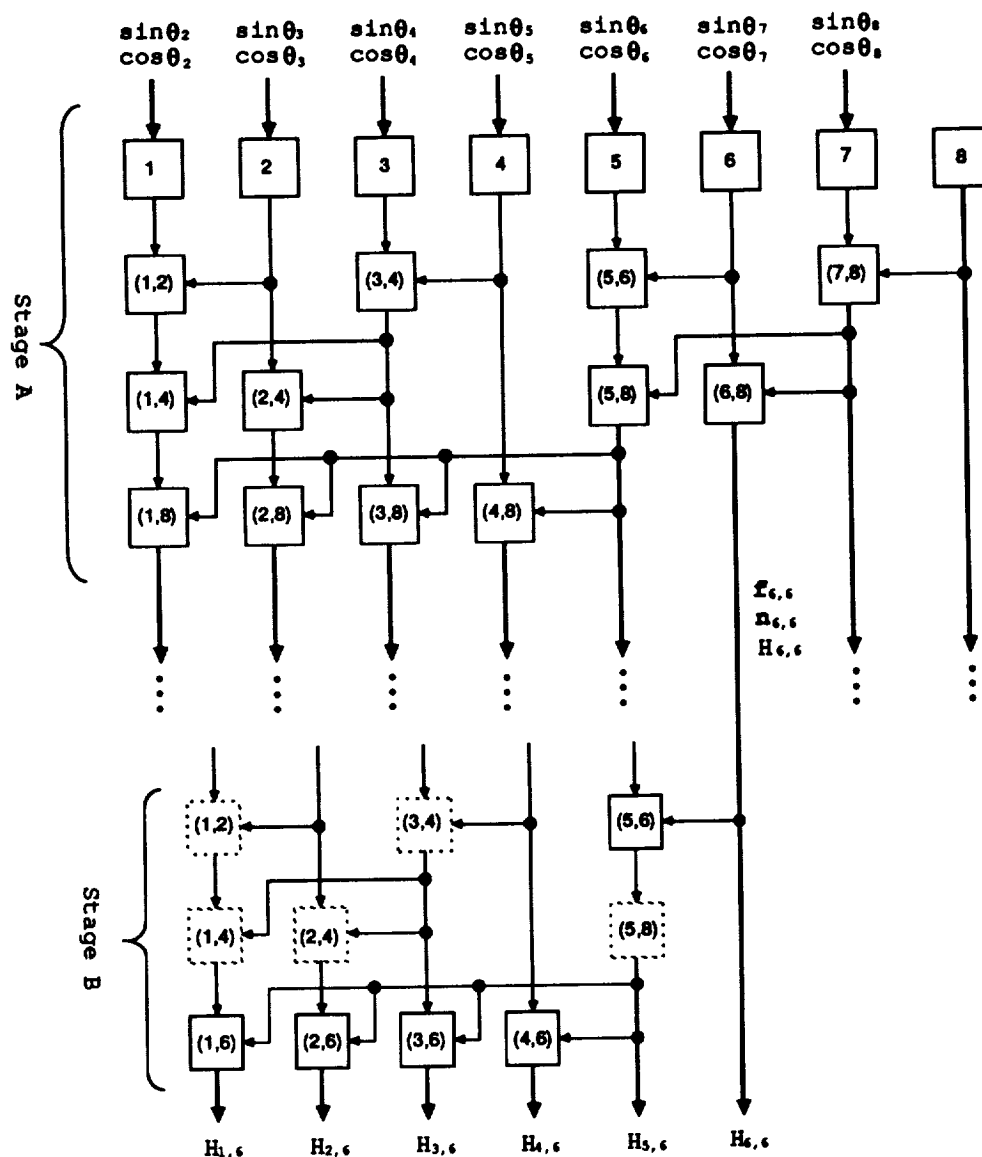 sinθ₂ sinθ₃ sinθ₄ sinθ₅ sinθ₆ sinθ₇ sinθ₈
cosθ₂ cosθ₃ cosθ₄ cosθ₅ cosθ₆ cosθ₇ cosθ₈
1 2 3 4 5 6 7 8
(1,2) (3,4) (5,6) (7,8)
Stage A
(1,4) (2,4) (5,8) (6,8)
(1,8) (2,8) (3,8) (4,8)
f₆,₆
n₆,₆
H₆,₆
(1,2) (3,4) (5,6)
Stage B
(1,4) (2,4) (5,8)
(1,6) (2,6) (3,6) (4,6)
H₁,₆ H₂,₆ H₃,₆ H₄,₆ H₅,₆ H₆,₆